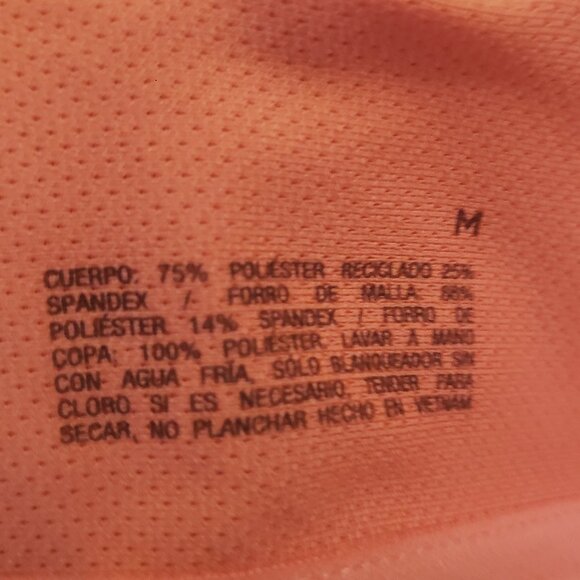 M
CUERPO: 75% POLIÉSTER RECICLADO 25%
SPANDEX / FORRO DE MALLA: 86%
POLIÉSTER 14% SPANDEX / FORRO DE
COPA: 100% POLIÉSTER. LAVAR A MANO
CON AGUA FRÍA, SÓLO BLANQUEADOR SIN
CLORO SI ES NECESARIO, TENDER PARA
SECAR, NO PLANCHAR HECHO EN VIETNAM